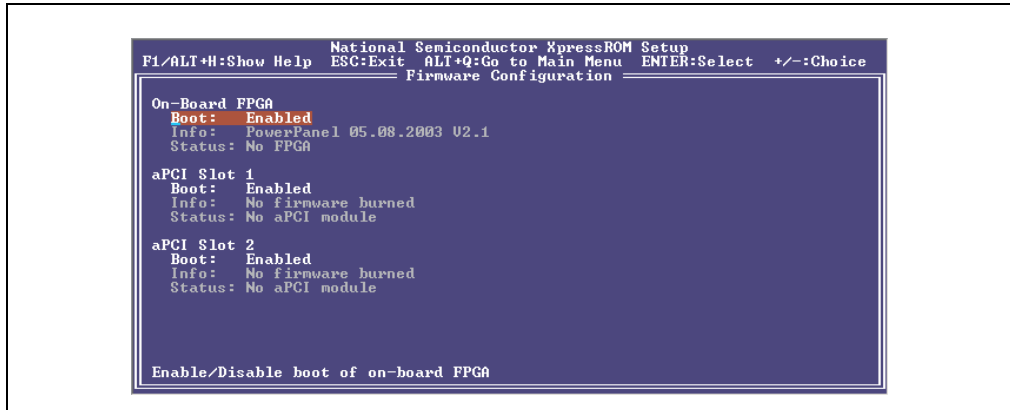 National Semiconductor XpressROM Setup
F1/ALT+H:Show Help ESC:Exit ALT+Q:Go to Main Menu ENTER:Select +/-:Choice
Firmware Configuration
On-Board FPGA
Boot: Enabled
Info: PowerPanel 05.08.2003 V2.1
Status: No FPGA
aPCI Slot 1
Boot: Enabled
Info: No firmware burned
Status: No aPCI module
aPCI Slot 2
Boot: Enabled
Info: No firmware burned
Status: No aPCI module
Enable/Disable boot of on-board FPGA